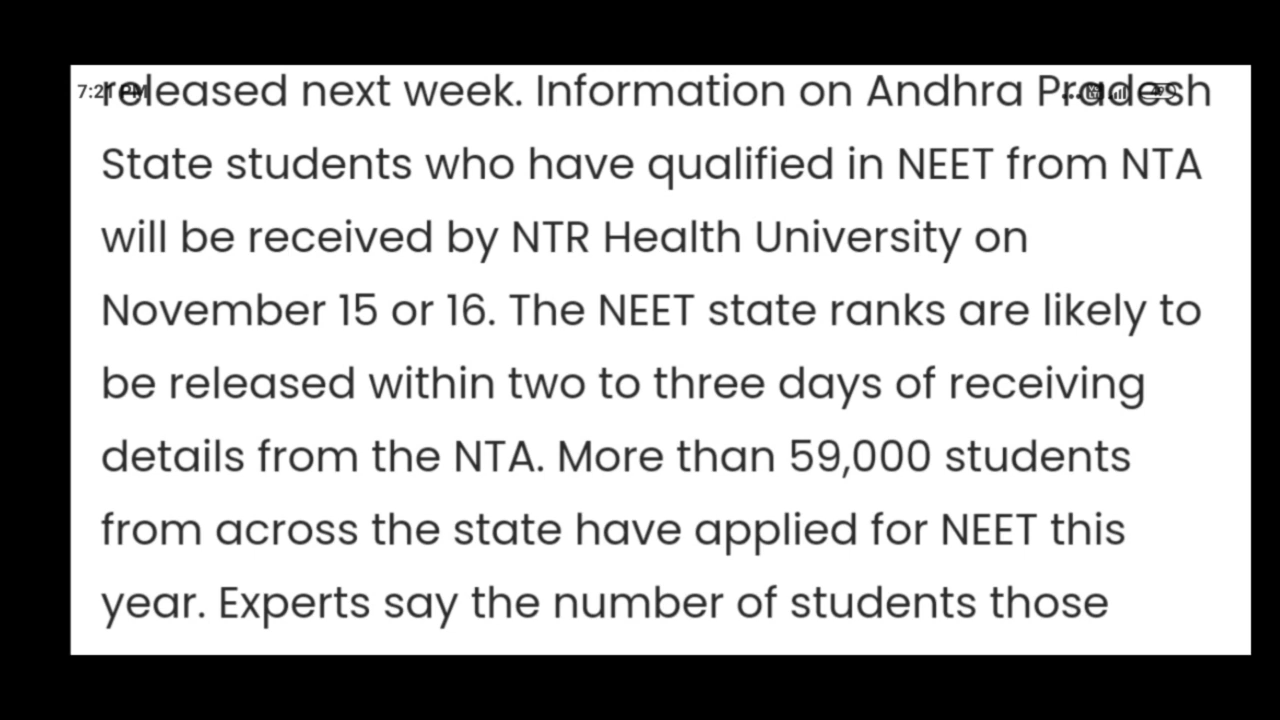 released next week. Information on Andhra Pradesh
State students who have qualified in NEET from NTA
will be received by NTR Health University on
November 15 or 16. The NEET state ranks are likely to
be released within two to three days of receiving
details from the NTA. More than 59,000 students
from across the state have applied for NEET this
year. Experts say the number of students those